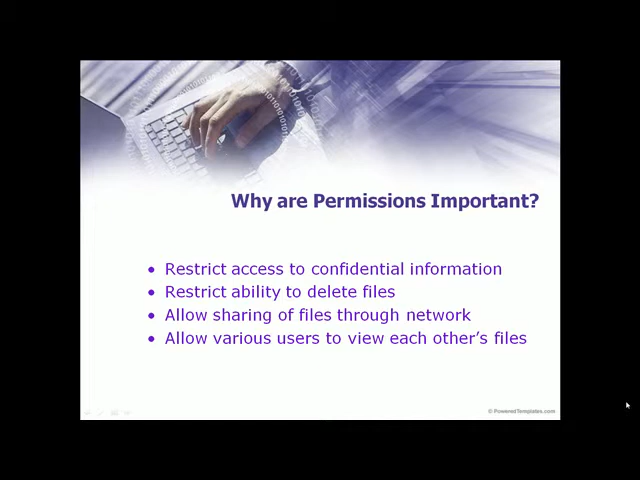 Why are Permissions Important?
• Restrict access to confidential information
• Restrict ability to delete files
• Allow sharing of files through network
• Allow various users to view each other's files
© PoweredTemplates.com